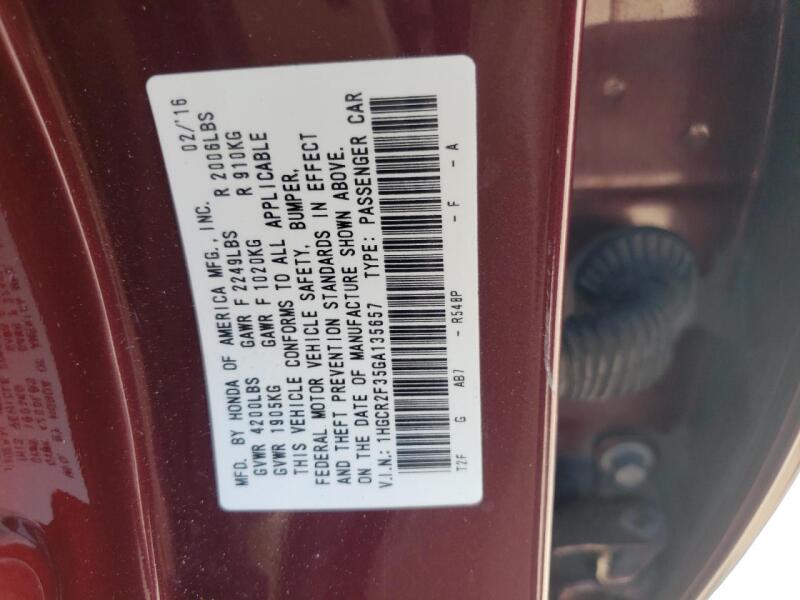 MFD. BY HONDA OF AMERICA MFG., INC. 02/'16
GVWR 4200LBS GAWR F 2249LBS R 2006LBS
GVWR 1905KG GAWR F 1020KG R 910KG
THIS VEHICLE CONFORMS TO ALL APPLICABLE
FEDERAL MOTOR VEHICLE SAFETY, BUMPER,
AND THEFT PREVENTION STANDARDS IN EFFECT
ON THE DATE OF MANUFACTURE SHOWN ABOVE.
V.I.N.: 1HGCR2F35GA135657 TYPE: PASSENGER CAR
T2F G AB7 - R548P - F - A